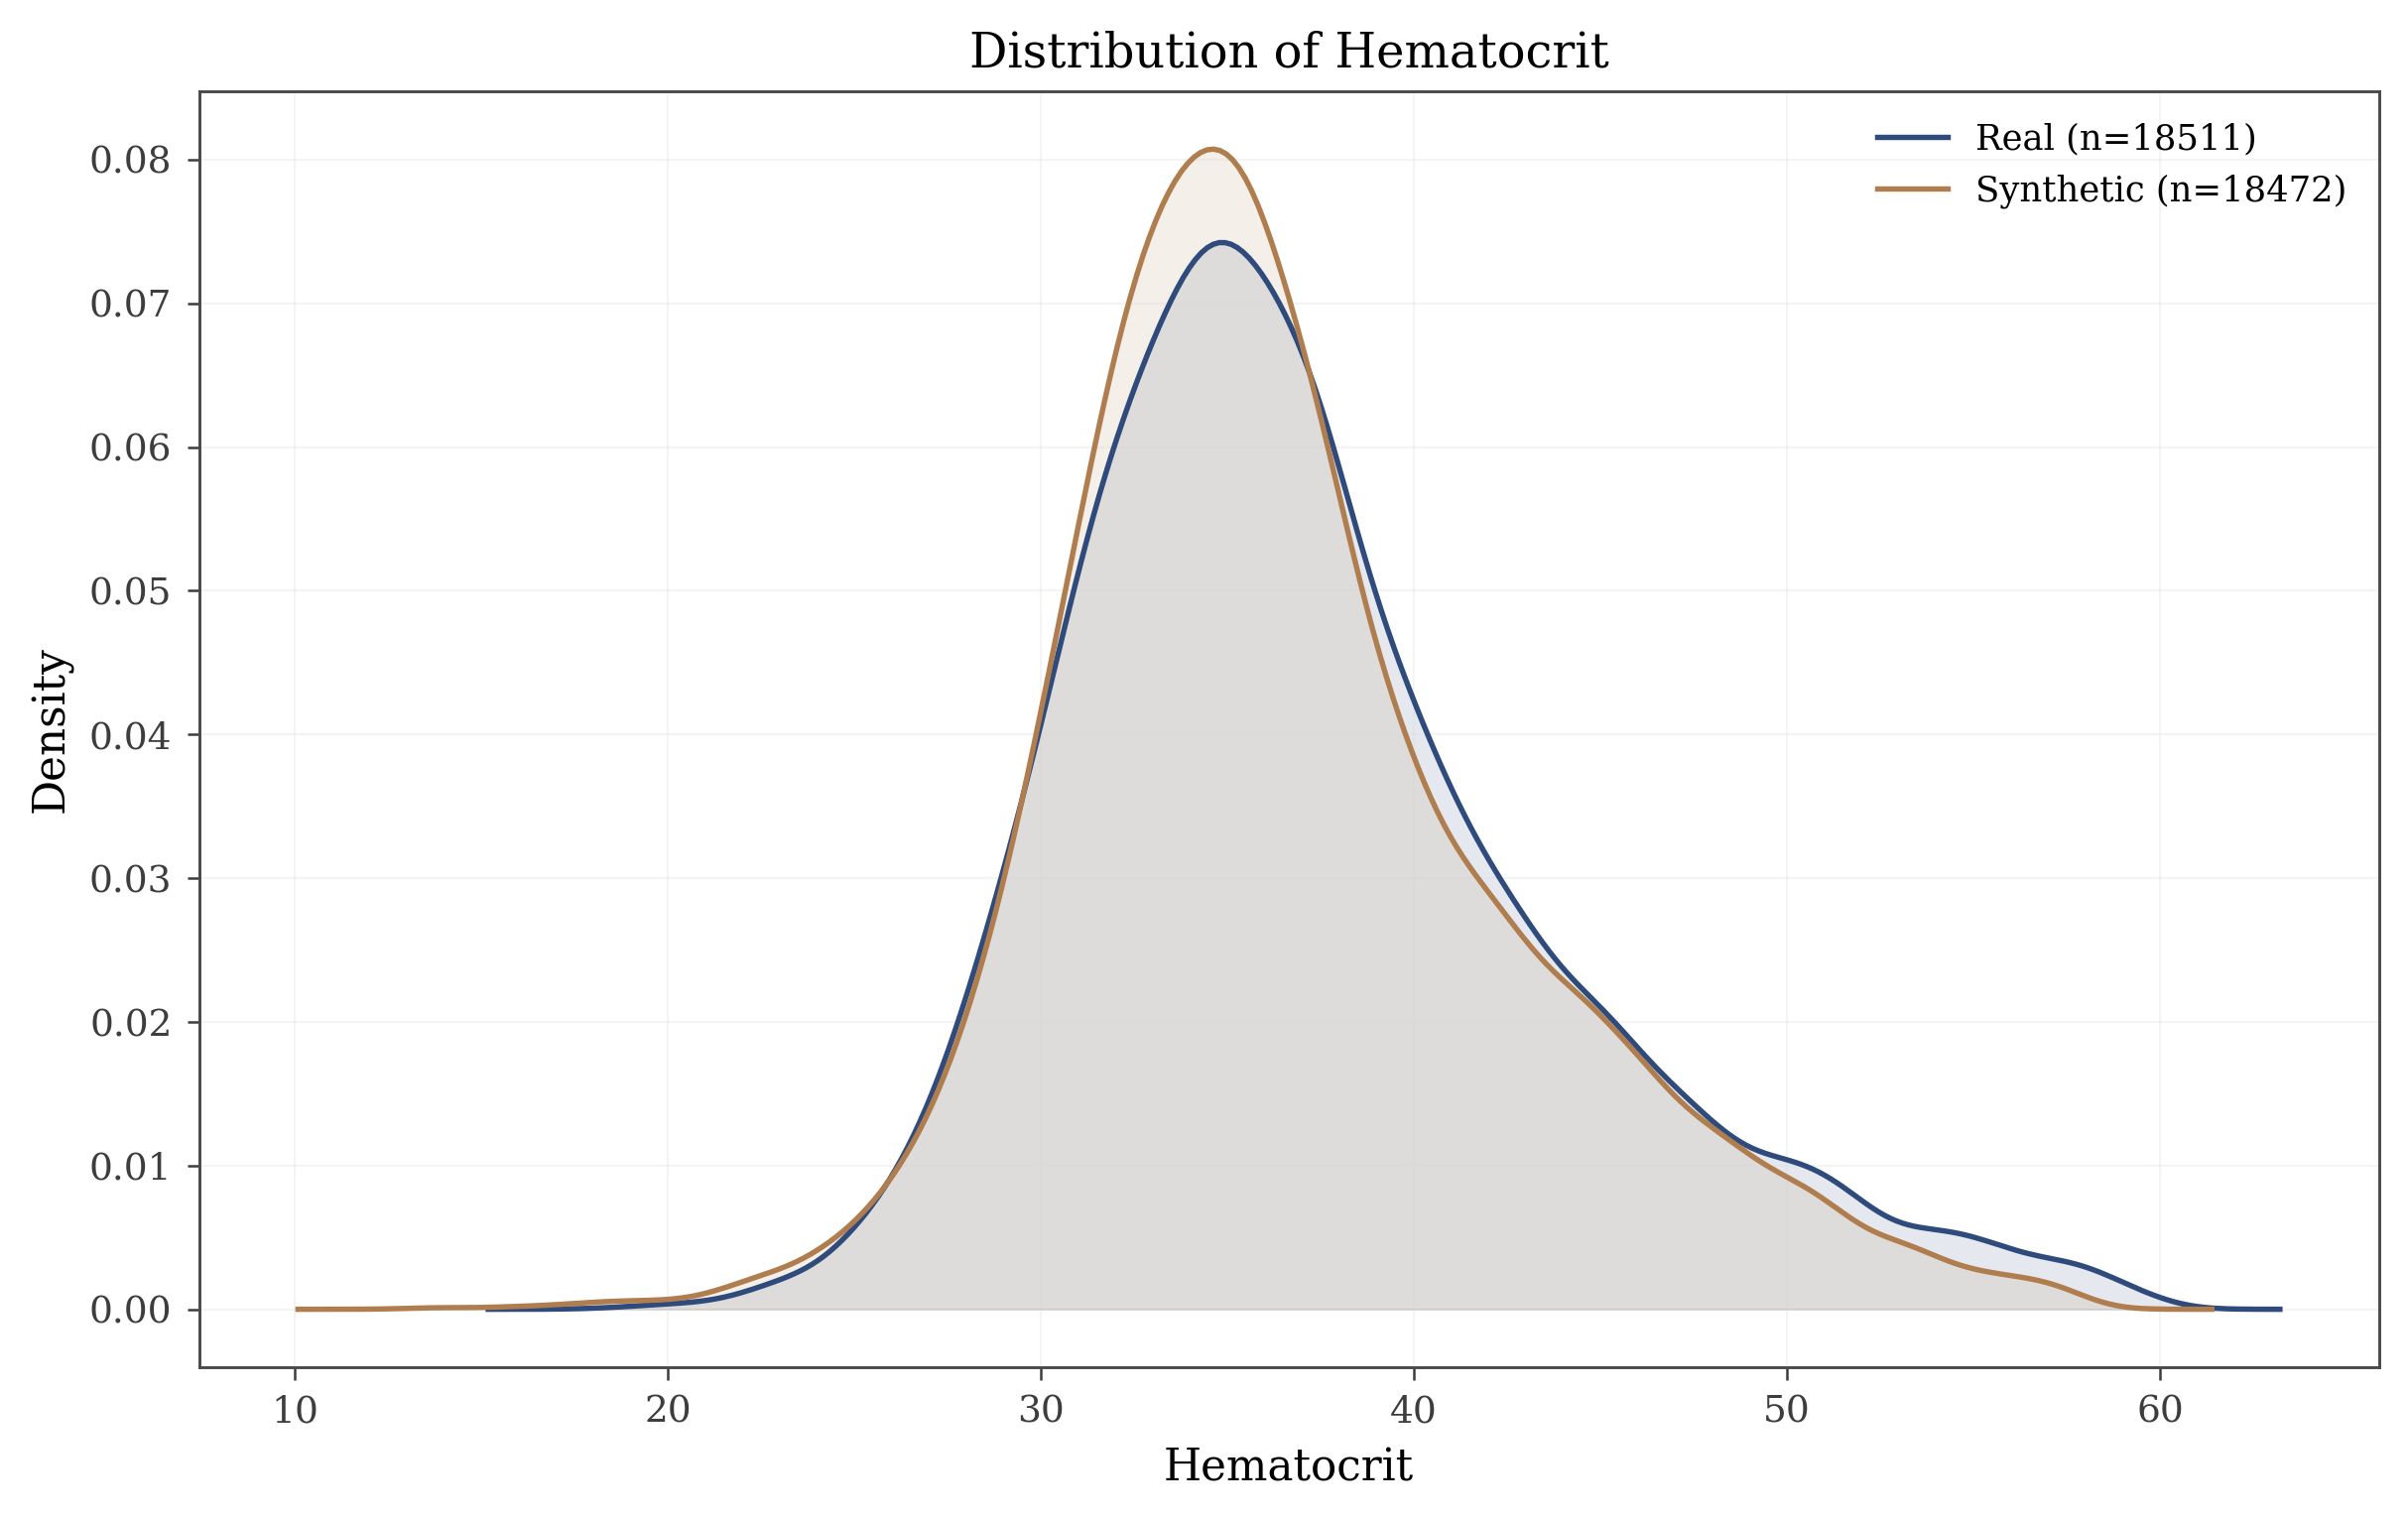 Distribution of Hematocrit
Real (n=18511)
Synthetic (n=18472)
Density
0.08
0.07
0.06
0.05
0.04
0.03
0.02
0.01
0.00
10 20 30 40 50 60
Hematocrit